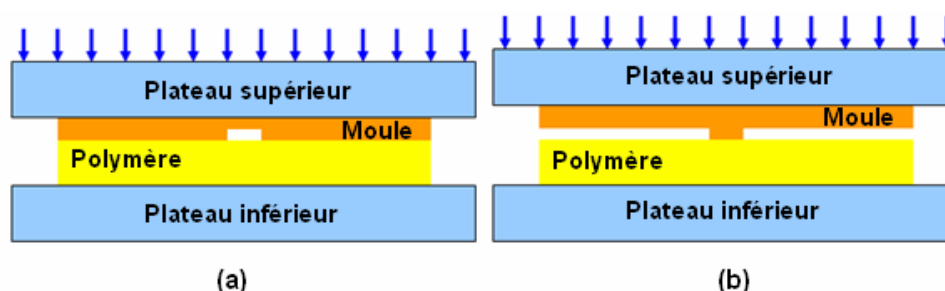 Plateau supérieur
Moule
Polymère
Plateau inférieur
(a)
Plateau supérieur
Moule
Polymère
Plateau inférieur
(b)